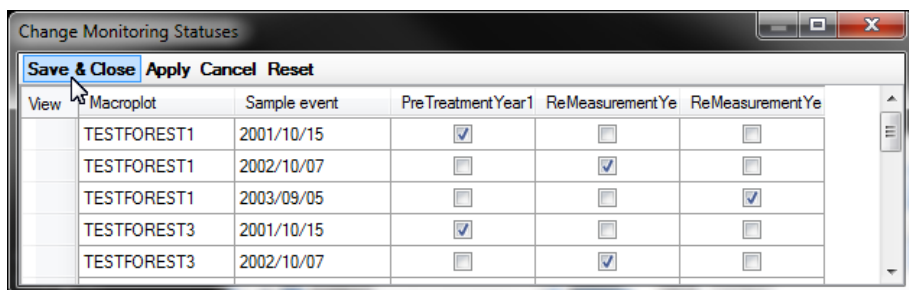 Change Monitoring Statuses
Save & Close Apply Cancel Reset
View Macroplot Sample event PreTreatmentYear1 ReMeasurementYe ReMeasurementYe
TESTFOREST1 2001/10/15
TESTFOREST1 2002/10/07
TESTFOREST1 2003/09/05
TESTFOREST3 2001/10/15
TESTFOREST3 2002/10/07